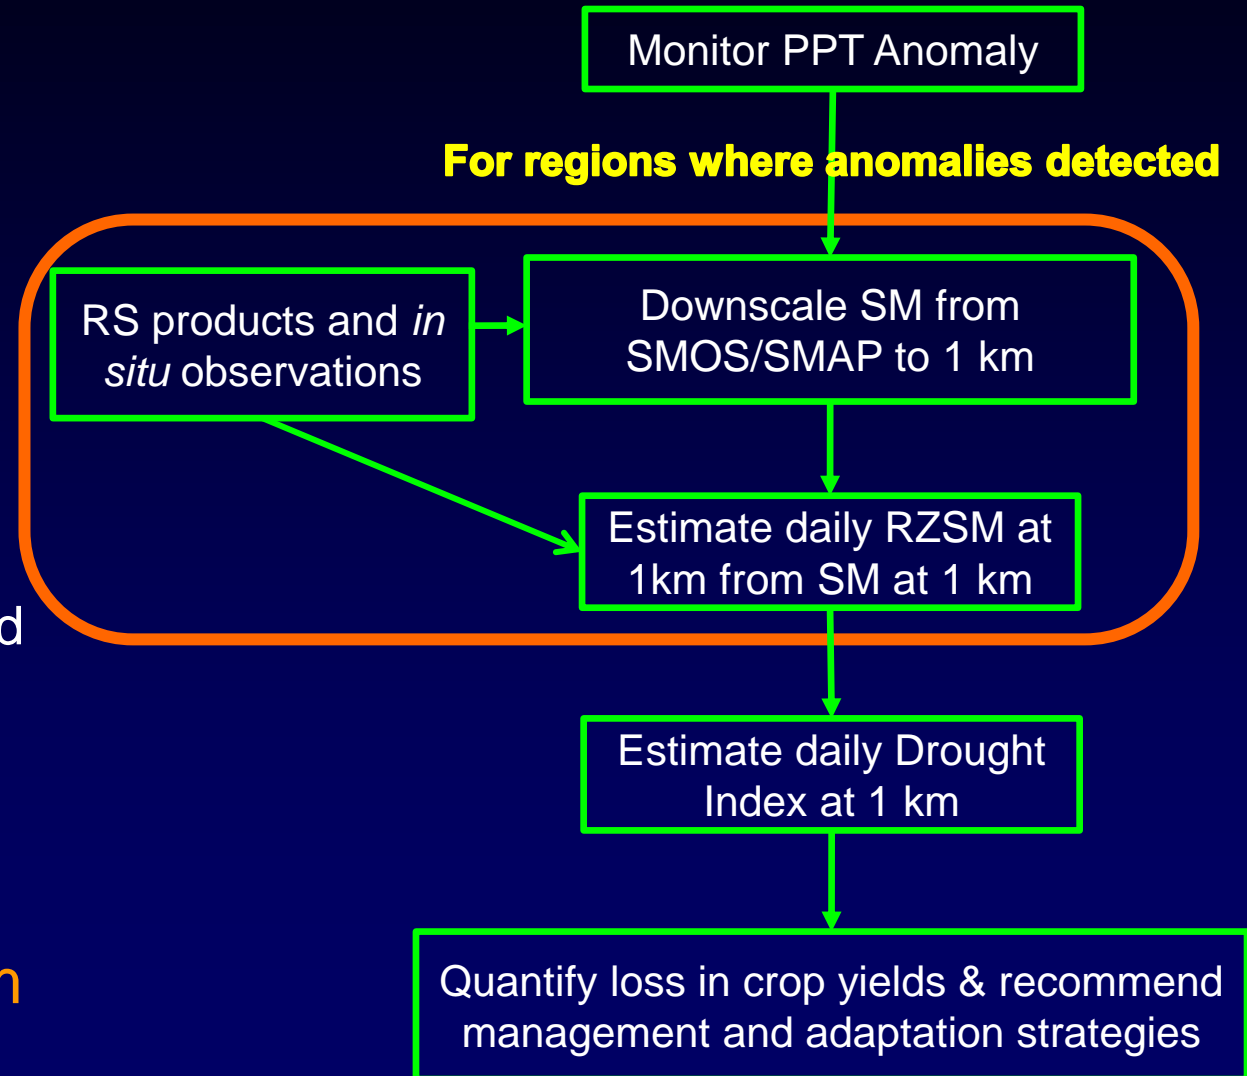 Monitor PPT Anomaly
For regions where anomalies detected
RS products and in
situ observations
Downscale SM from
SMOS/SMAP to 1 km
Estimate daily RZSM at
1km from SM at 1 km
d
Estimate daily Drought
Index at 1 km
n
Quantify loss in crop yields & recommend
management and adaptation strategies